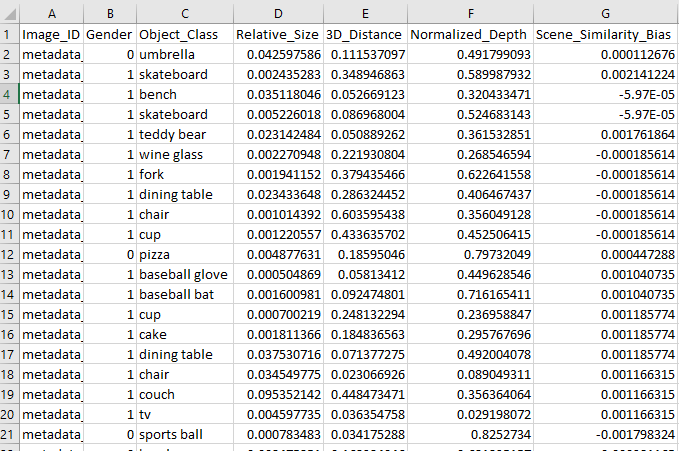 A B C D E F G
1 Image_ID Gender Object_Class Relative_Size 3D_Distance Normalized_Depth Scene_Similarity_Bias
2 metadata_ 0 umbrella 0.042597586 0.111537097 0.491799093 0.000112676
3 metadata_ 1 skateboard 0.002435283 0.348946863 0.589987932 0.002141224
4 metadata_ 1 bench 0.035118046 0.052669123 0.320433471 -5.97E-05
5 metadata_ 1 skateboard 0.005226018 0.086968004 0.524683143 -5.97E-05
6 metadata_ 1 teddy bear 0.023142484 0.050889262 0.361532851 0.001761864
7 metadata_ 1 wine glass 0.002270948 0.221930804 0.268546594 -0.000185614
8 metadata_ 1 fork 0.001941152 0.379435466 0.622641558 -0.000185614
9 metadata_ 1 dining table 0.023433648 0.286324452 0.406467437 -0.000185614
10 metadata_ 1 chair 0.001014392 0.603595438 0.356049128 -0.000185614
11 metadata_ 1 cup 0.001220557 0.433635702 0.452506415 -0.000185614
12 metadata_ 0 pizza 0.004877631 0.18595046 0.79732049 0.000447288
13 metadata_ 1 baseball glove 0.000504869 0.05813412 0.449628546 0.001040735
14 metadata_ 1 baseball bat 0.001600981 0.092474801 0.716165411 0.001040735
15 metadata_ 1 cup 0.000700219 0.248132294 0.236958847 0.001185774
16 metadata_ 1 cake 0.001811366 0.184836563 0.295767696 0.001185774
17 metadata_ 1 dining table 0.037530716 0.071377275 0.492004078 0.001185774
18 metadata_ 1 chair 0.034549775 0.023066926 0.089049311 0.001166315
19 metadata_ 1 couch 0.095352142 0.448473471 0.356364064 0.001166315
20 metadata_ 1 tv 0.004597735 0.036354758 0.029198072 0.001166315
21 metadata_ 0 sports ball 0.000783483 0.034175288 0.8252734 -0.001798324